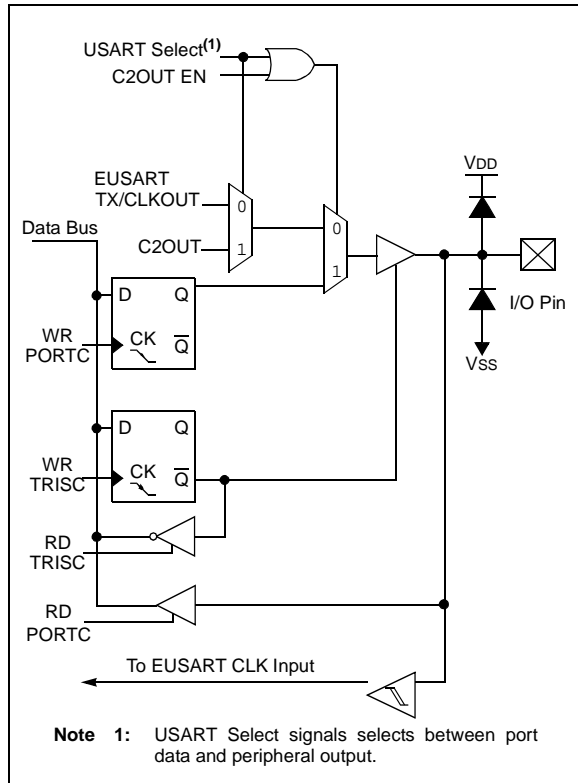 USART Select(1)
C2OUT EN
VDD
EUSART
TX/CLKOUT
0
0
Data Bus
C2OUT
1
1
D Q
I/O Pin
WR
PORTC
CK Q
VSS
D Q
WR
TRISC
CK Q
RD
TRISC
RD
PORTC
To EUSART CLK Input
Note 1: USART Select signals selects between port
data and peripheral output.